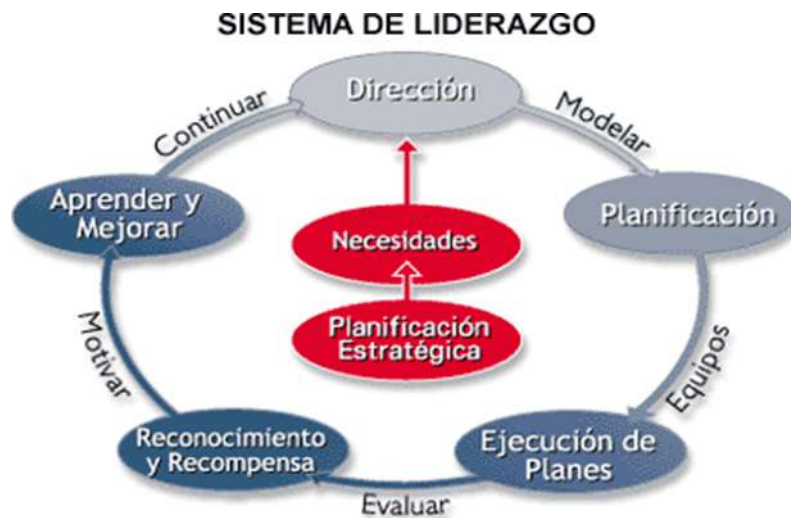 SISTEMA DE LIDERAZGO
Dirección
Continuar
Modelar
Aprender y
Mejorar
Planificación
Necesidades
Planificación
Estratégica
Motivar
Equipos
Reconocimiento
y Recompensa
Ejecución de
Planes
Evaluar